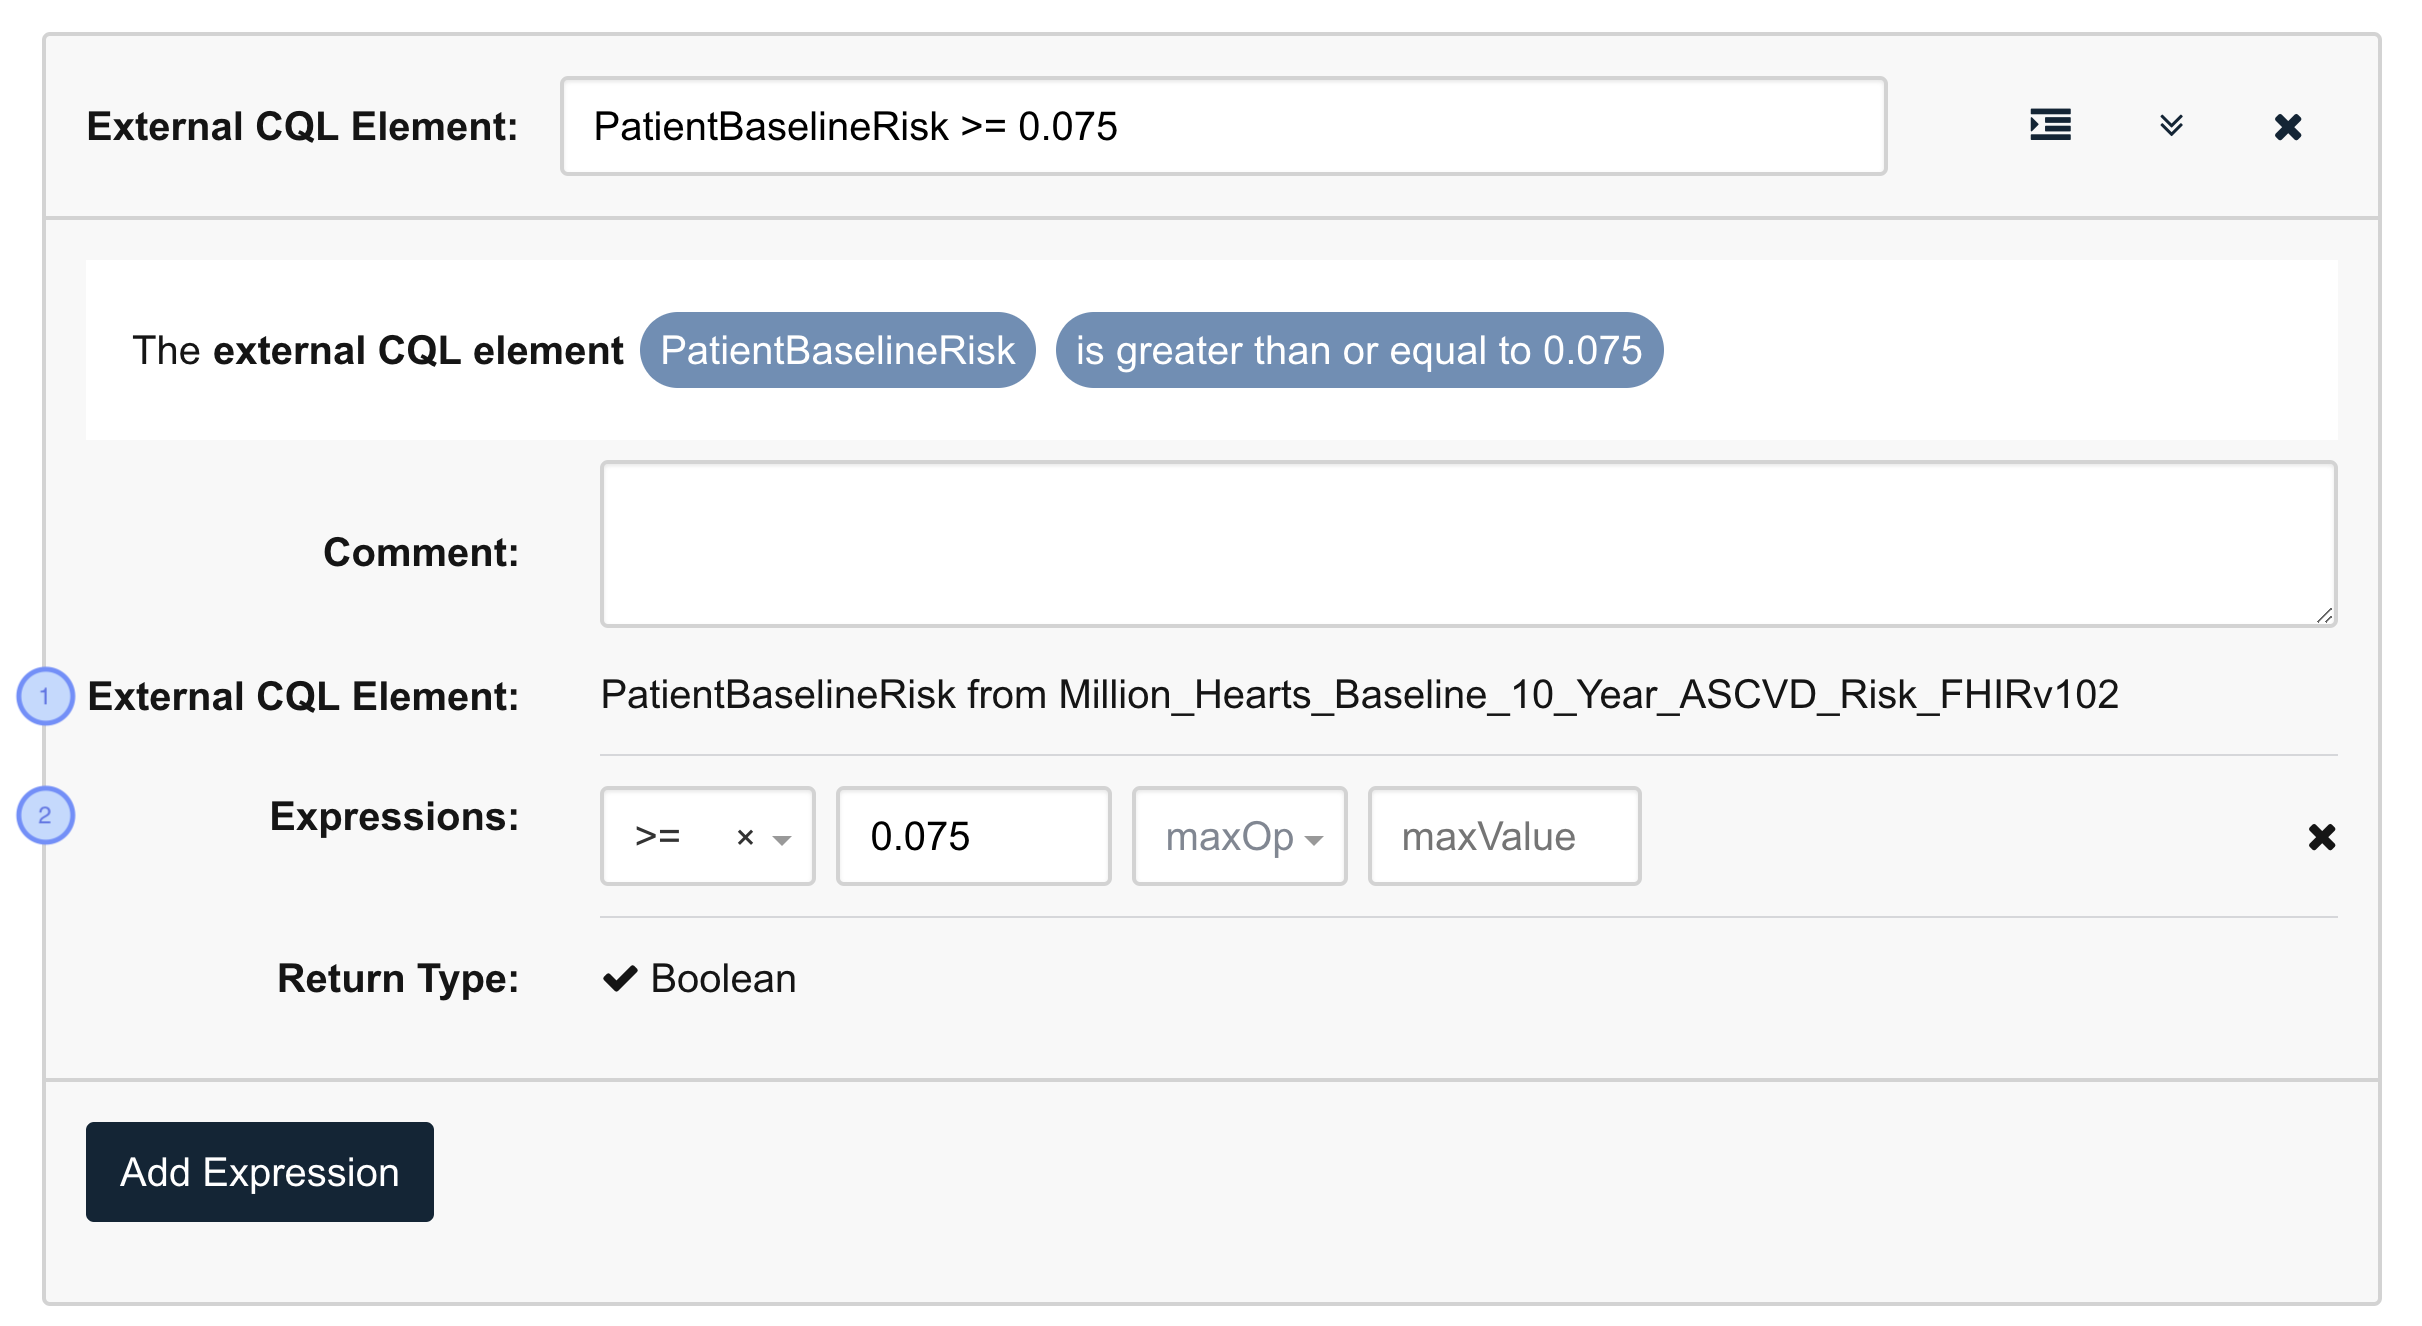 External CQL Element: PatientBaselineRisk >= 0.075
The external CQL element PatientBaselineRisk is greater than or equal to 0.075
Comment:
1 External CQL Element: PatientBaselineRisk from Million_Hearts_Baseline_10_Year_ASCVD_Risk_FHIRv102
2 Expressions: >= × 0.075 maxOp maxValue
Return Type: Boolean
Add Expression